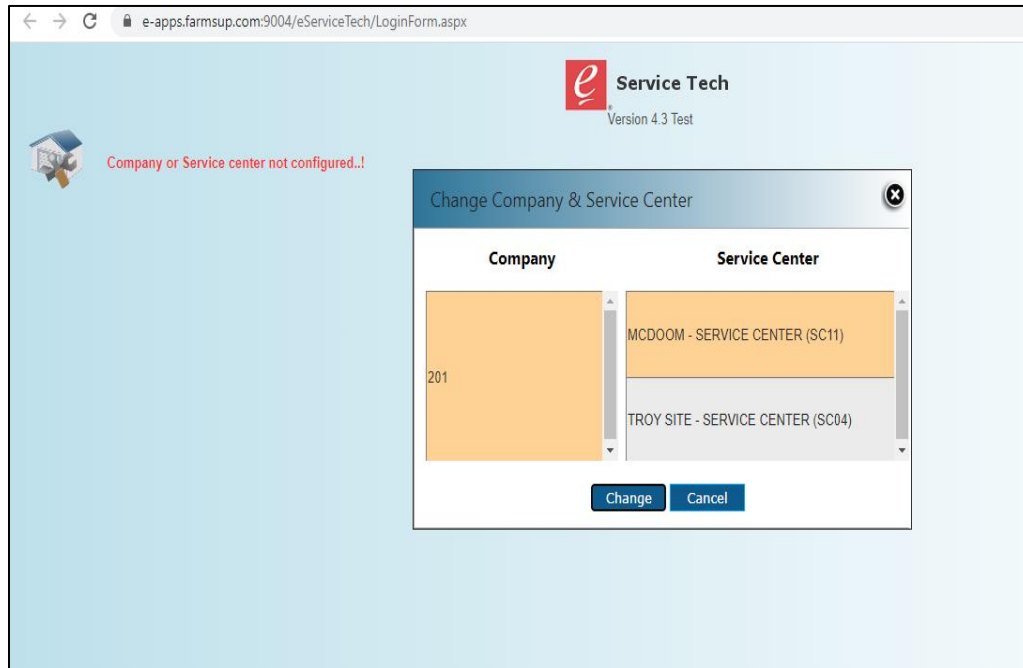 e-apps.farmsup.com:9004/eServiceTech/LoginForm.aspx
e Service Tech
Version 4.3 Test
Company or Service center not configured..!
Change Company & Service Center
Company Service Center
MCDOOM - SERVICE CENTER (SC11)
201
TROY SITE - SERVICE CENTER (SC04)
Change Cancel